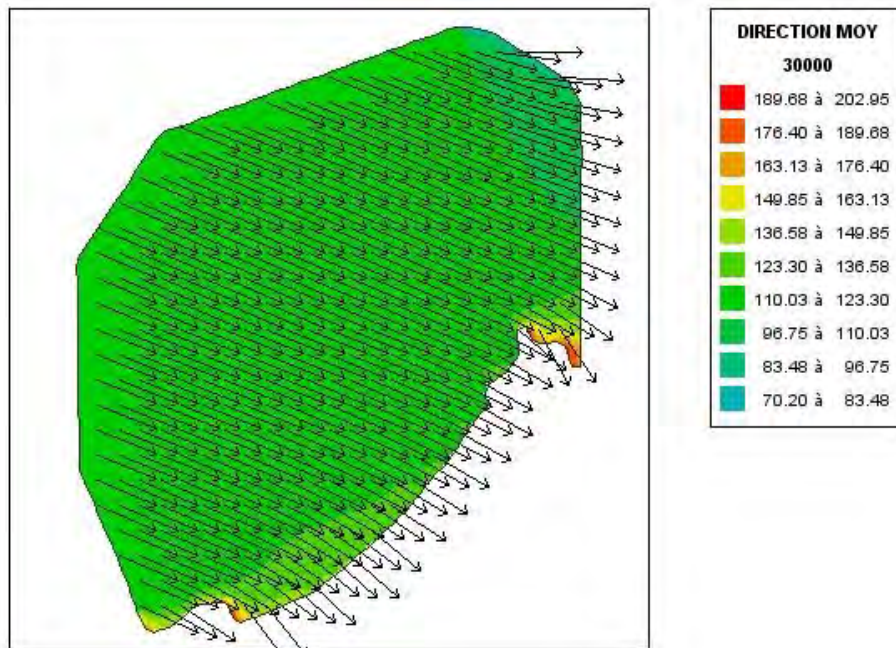 DIRECTION MOY
30000
189.68 à 202.95
176.40 à 189.68
163.13 à 176.40
149.85 à 163.13
136.58 à 149.85
123.30 à 136.58
110.03 à 123.30
96.75 à 110.03
83.48 à 96.75
70.20 à 83.48